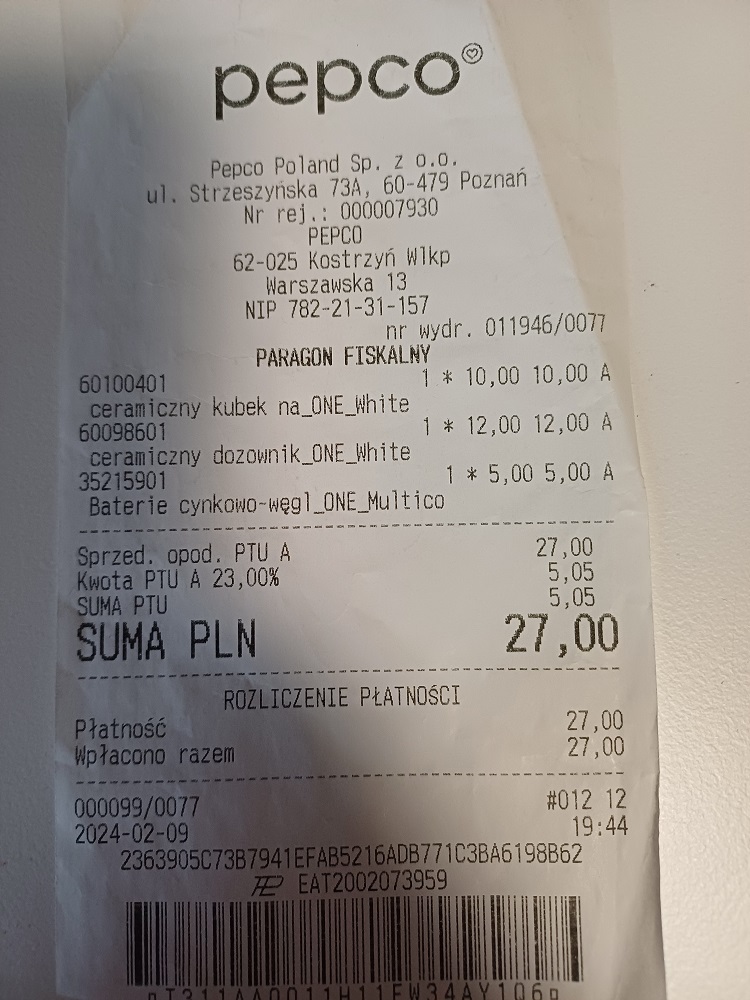 pepco
Pepco Poland Sp. z o.o.
ul. Strzeszyńska 73A, 60-479 Poznań
Nr rej.: 000007930
PEPCO
62-025 Kostrzyń Wlkp
Warszawska 13
NIP 782-21-31-157
nr wydr. 011946/0077
PARAGON FISKALNY
60100401 1 * 10,00 10,00 A
ceramiczny kubek na_ONE_White
60098601 1 * 12,00 12,00 A
ceramiczny dozownik_ONE_White
35215901 1 * 5,00 5,00 A
Baterie cynkowo-węgl_ONE_Multico
Sprzed. opod. PTU A 27,00
Kwota PTU A 23,00% 5,05
SUMA PTU 5,05
SUMA PLN 27,00
ROZLICZENIE PŁATNOŚCI
Płatność 27,00
Wpłacono razem 27,00
000099/0077 #012 12
2024-02-09 19:44
2363905C73B7941EFAB5216ADB771C3BA6198B62
EAT2002073959